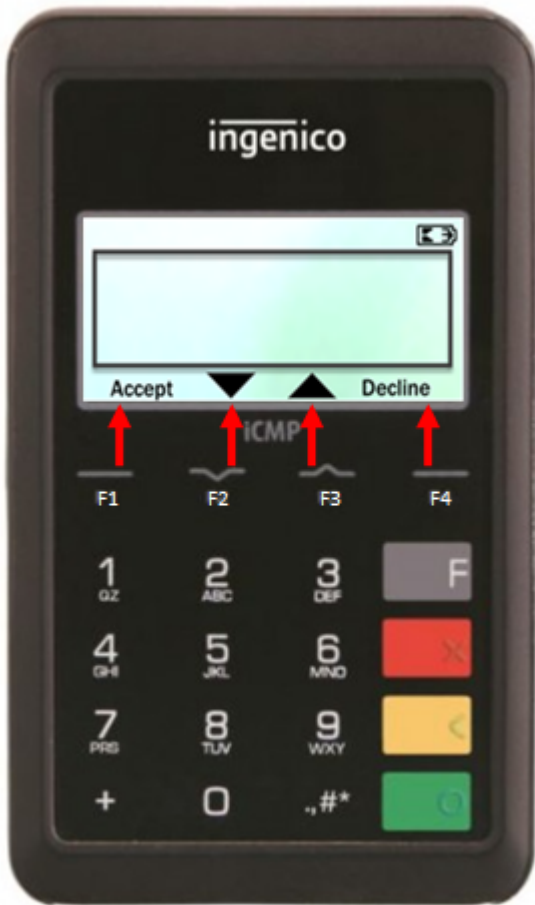 ingenico
Accept Decline
iCMP
F1 F2 F3 F4
1 2 3 F
QZ ABC DEF
4 5 6
GHI JKL MNO
7 8 9 <
PRS TUV WXY
+ 0 .,#*